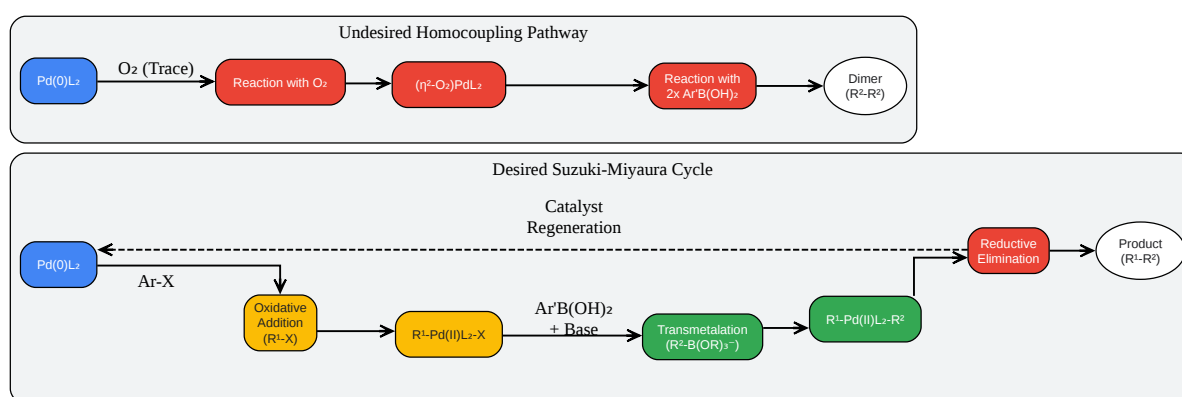 Undesired Homocoupling Pathway
Pd(0)L₂
O₂ (Trace)
Reaction with O₂
(η²-O₂)PdL₂
Reaction with
2x Ar'B(OH)₂
Dimer
(R²-R²)
Desired Suzuki-Miyaura Cycle
Catalyst
Regeneration
Pd(0)L₂
Ar-X
Oxidative
Addition
(R¹-X)
R¹-Pd(II)L₂-X
Ar'B(OH)₂
+ Base
Transmetalation
(R²-B(OR)₃⁻)
R¹-Pd(II)L₂-R²
Reductive
Elimination
Product
(R¹-R²)